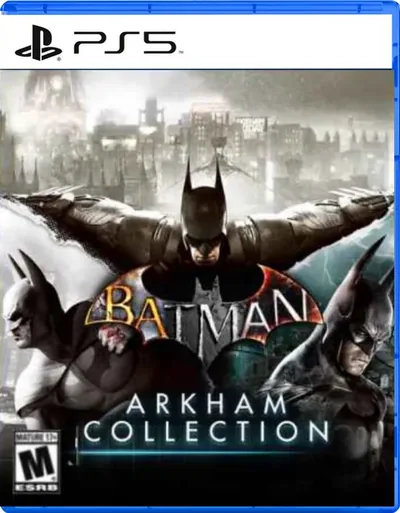 PS5
BATMAN
ARKHAM
COLLECTION
MATURE 17+
M
ESRB